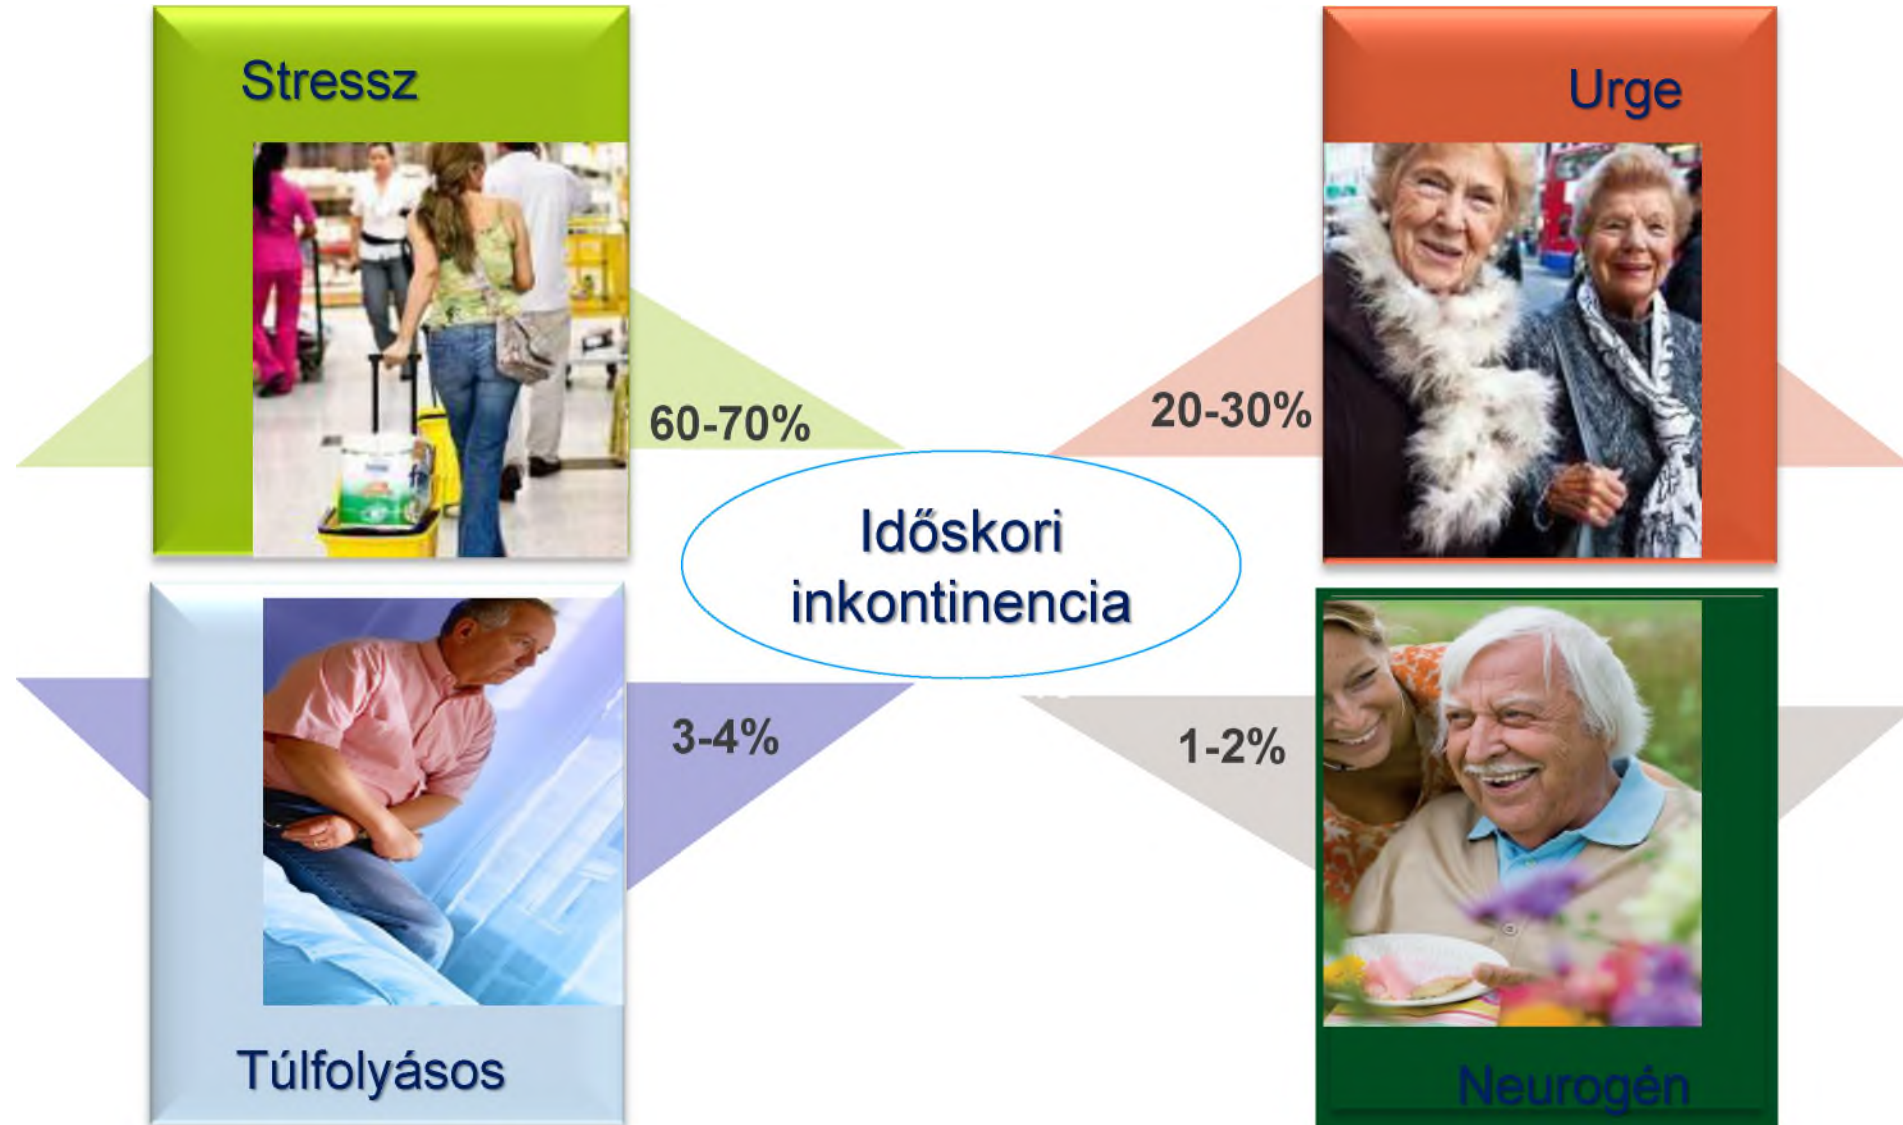 Stressz
Urge
60-70%
20-30%
Időskori
inkontinencia
3-4%
1-2%
Túlfolyásos
Neurogén